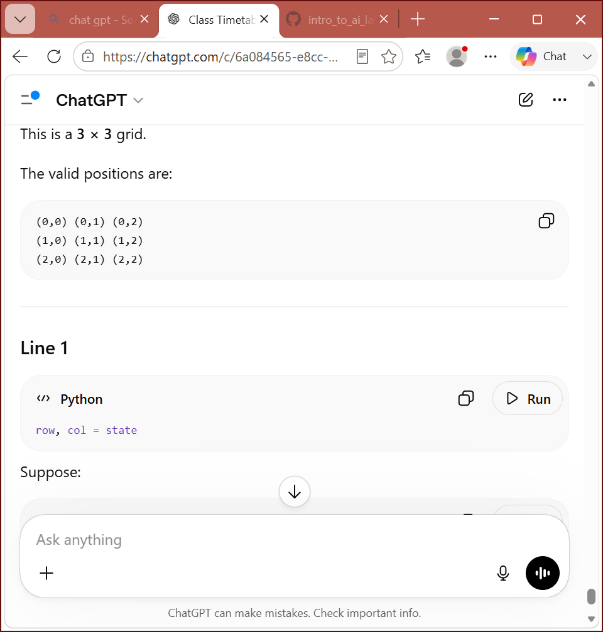 chat gpt - Se
Class Timetab
intro_to_ai_la
https://chatgpt.com/c/6a084565-e8cc-...
Chat
ChatGPT
This is a 3 × 3 grid.
The valid positions are:
(0,0) (0,1) (0,2)
(1,0) (1,1) (1,2)
(2,0) (2,1) (2,2)
Line 1
Python
Run
row, col = state
Suppose:
Ask anything
ChatGPT can make mistakes. Check important info.